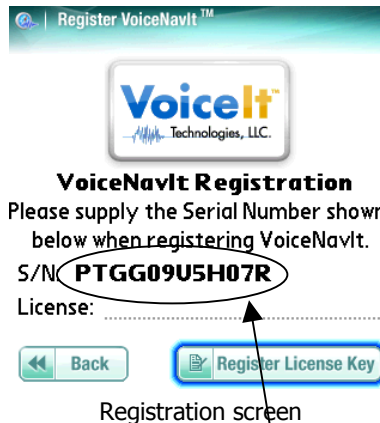 Register VoiceNavIt™
VoiceIt™
Technologies, LLC.
VoiceNavIt Registration
Please supply the Serial Number shown
below when registering VoiceNavIt.
S/N: PTGG09U5H07R
License:
Back
Register License Key
Registration screen